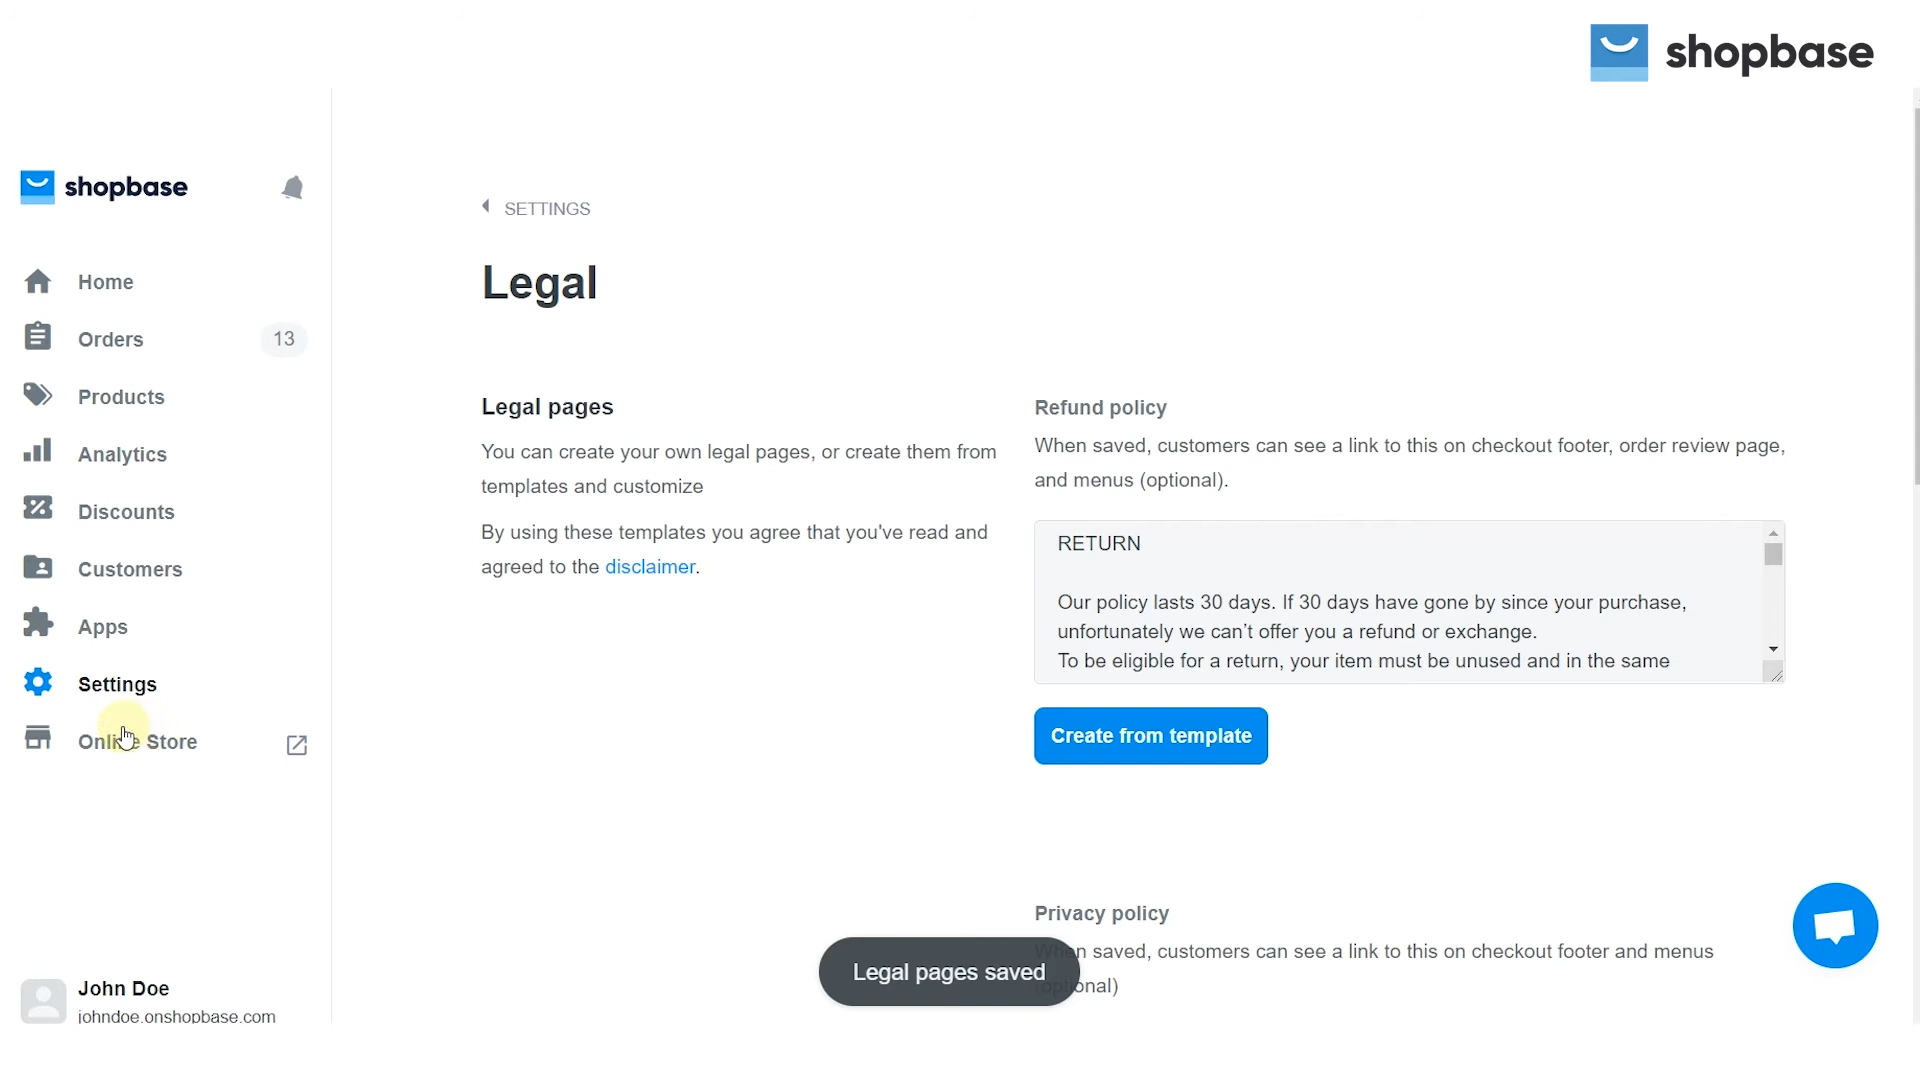 shopbase
shopbase
Home
Orders 13
Products
Analytics
Discounts
Customers
Apps
Settings
Online Store
John Doe
johndoe.onshopbase.com
SETTINGS
Legal
Legal pages
You can create your own legal pages, or create them from
templates and customize
By using these templates you agree that you've read and
agreed to the disclaimer.
Refund policy
When saved, customers can see a link to this on checkout footer, order review page,
and menus (optional).
RETURN
Our policy lasts 30 days. If 30 days have gone by since your purchase,
unfortunately we can’t offer you a refund or exchange.
To be eligible for a return, your item must be unused and in the same
Create from template
Privacy policy
When saved, customers can see a link to this on checkout footer and menus
(optional)
Legal pages saved